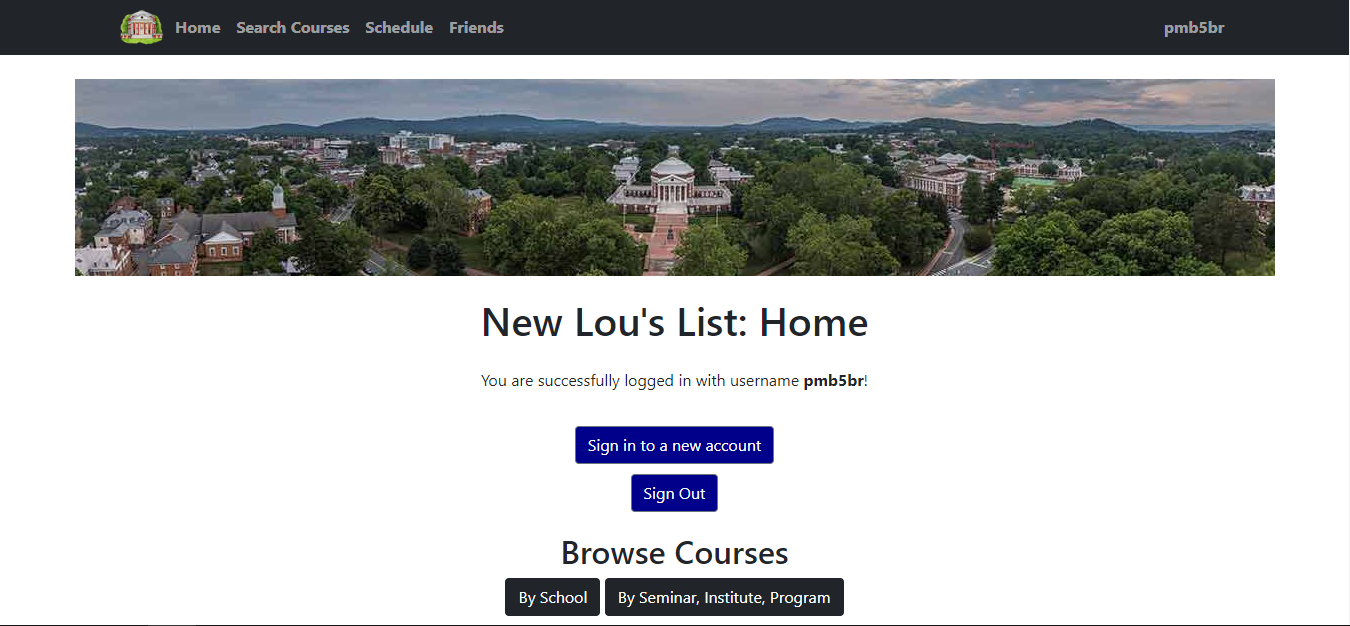 Home Search Courses Schedule Friends pmb5br
New Lou's List: Home
You are successfully logged in with username pmb5br!
Sign in to a new account
Sign Out
Browse Courses
By School By Seminar, Institute, Program